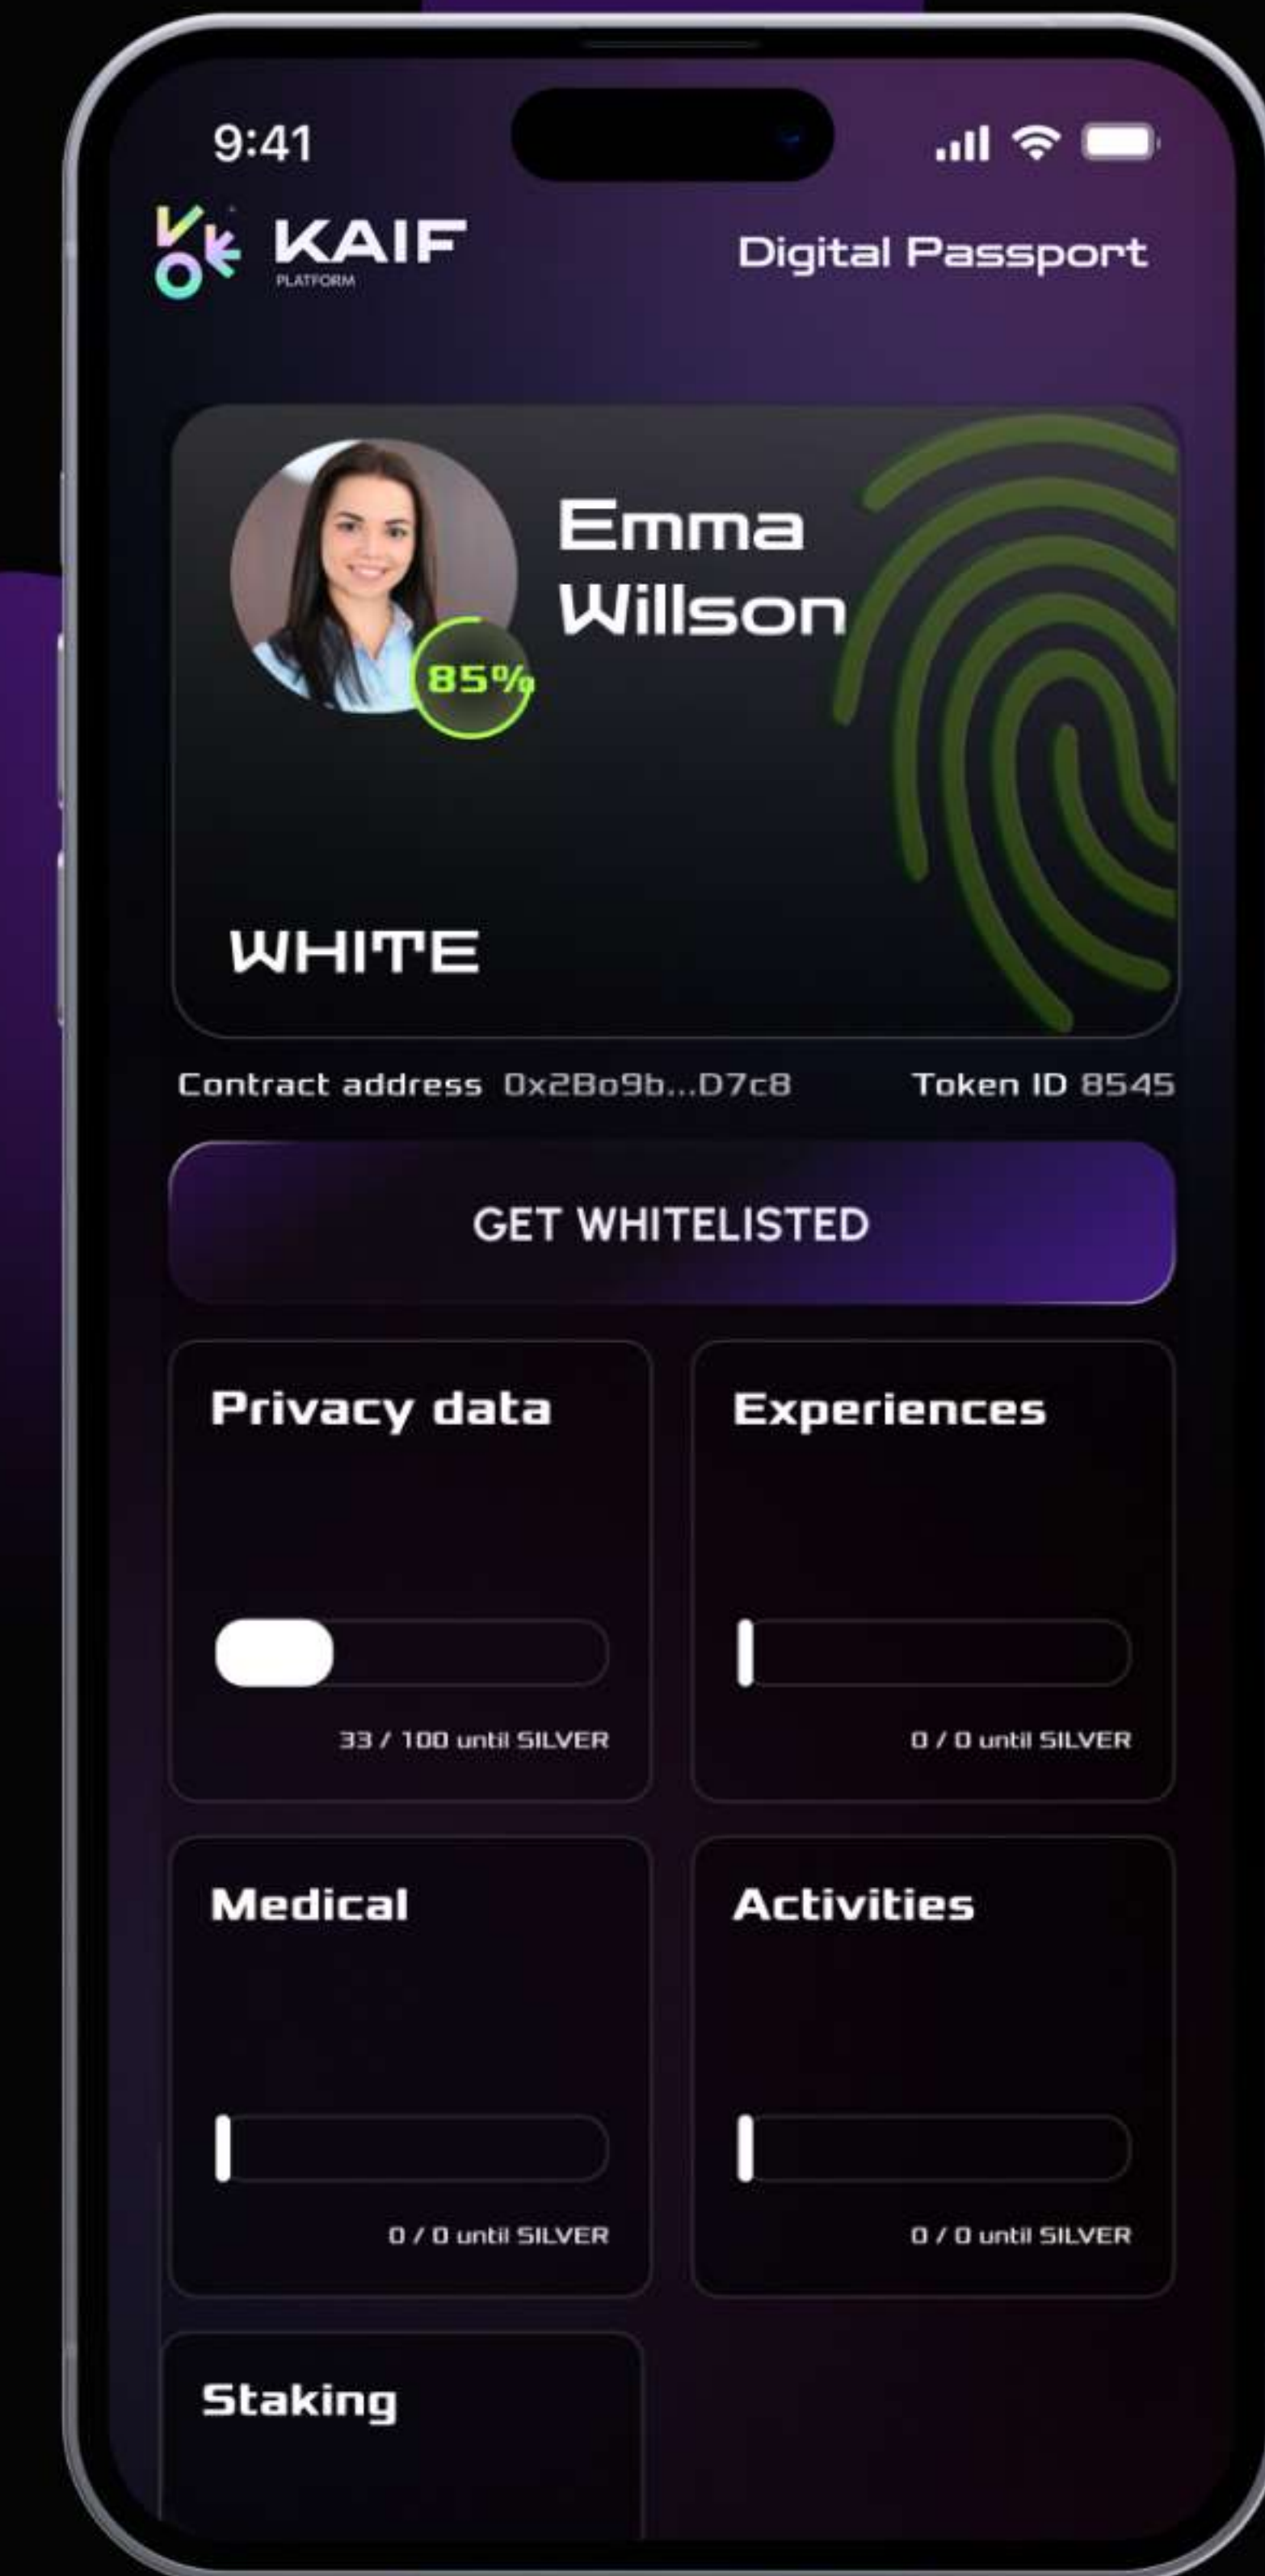 9:41
KAIF
PLATFORM
Digital Passport
Emma
Willson
85%
WHITE
Contract address 0x2Bo9b...D7c8
Token ID 8545
GET WHITELISTED
Privacy data
33 / 100 until SILVER
Experiences
0 / 0 until SILVER
Medical
0 / 0 until SILVER
Activities
0 / 0 until SILVER
Staking